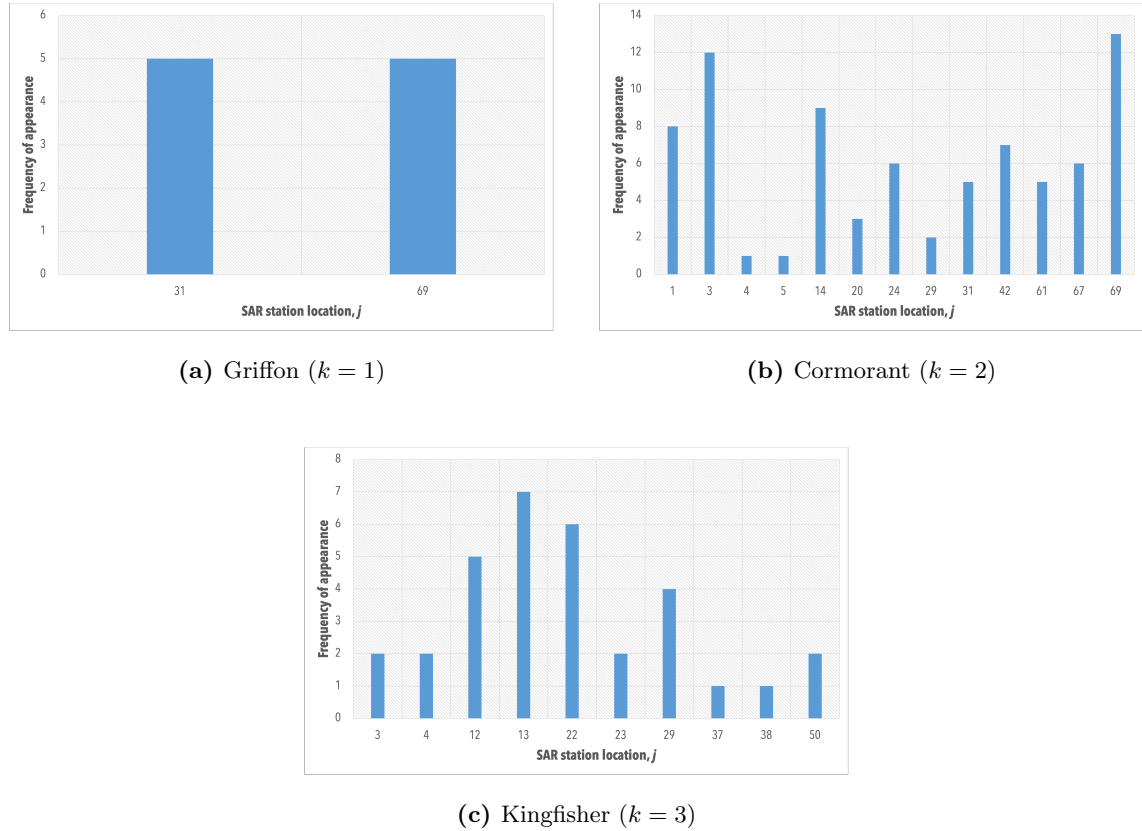 6
5
4
3
2
1
0
Frequency of appearance
31 69
SAR station location, j
(a) Griffon (k = 1)
14
12
10
8
6
4
2
0
Frequency of appearance
1 3 4 5 14 20 24 29 31 42 61 67 69
SAR station location, j
(b) Cormorant (k = 2)
8
7
6
5
4
3
2
1
0
Frequency of appearance
3 4 12 13 22 23 29 37 38 50
SAR station location, j
(c) Kingfisher (k = 3)